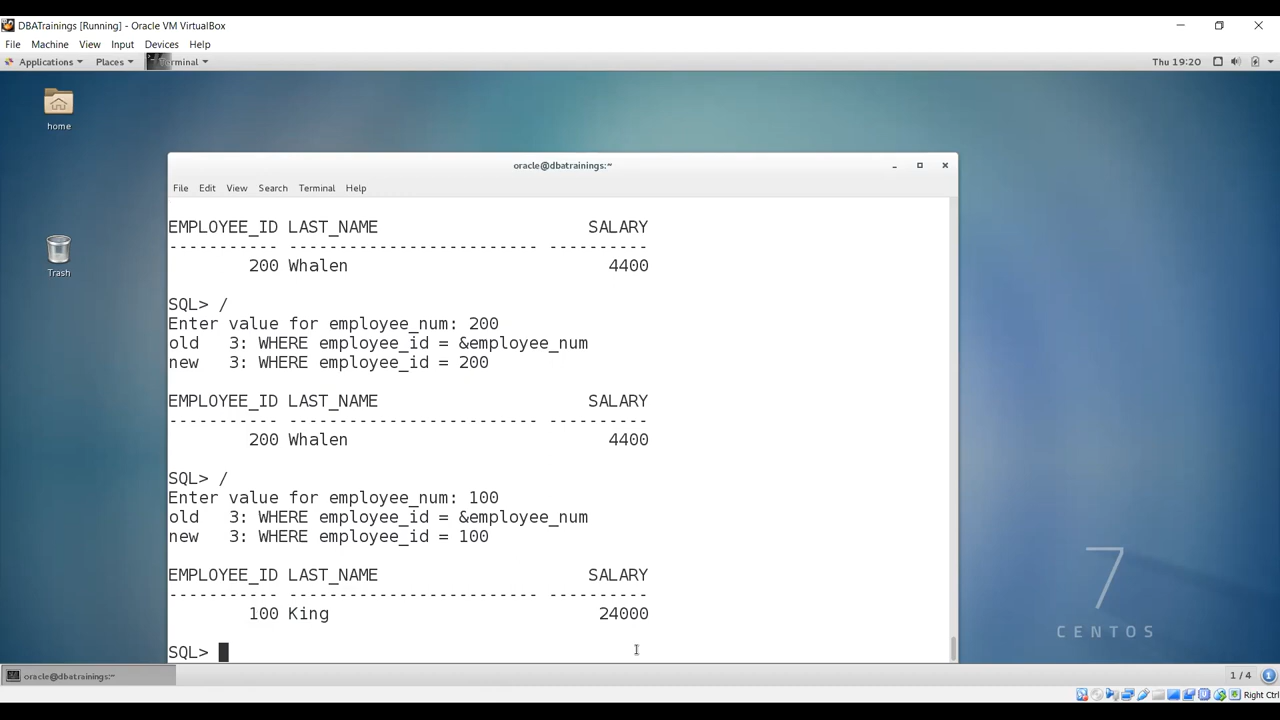 DBATrainings [Running] - Oracle VM VirtualBox
File Machine View Input Devices Help
Applications Places Terminal Thu 19:20
home
Trash
oracle@dbatrainings:~
File Edit View Search Terminal Help
EMPLOYEE_ID LAST_NAME SALARY
----------- ------------------------- ----------
200 Whalen 4400
SQL> /
Enter value for employee_num: 200
old 3: WHERE employee_id = &employee_num
new 3: WHERE employee_id = 200
EMPLOYEE_ID LAST_NAME SALARY
----------- ------------------------- ----------
200 Whalen 4400
SQL> /
Enter value for employee_num: 100
old 3: WHERE employee_id = &employee_num
new 3: WHERE employee_id = 100
EMPLOYEE_ID LAST_NAME SALARY
----------- ------------------------- ----------
100 King 24000
SQL>
7
CENTOS
oracle@dbatrainings:~ 1 / 4 1
Right Ctrl